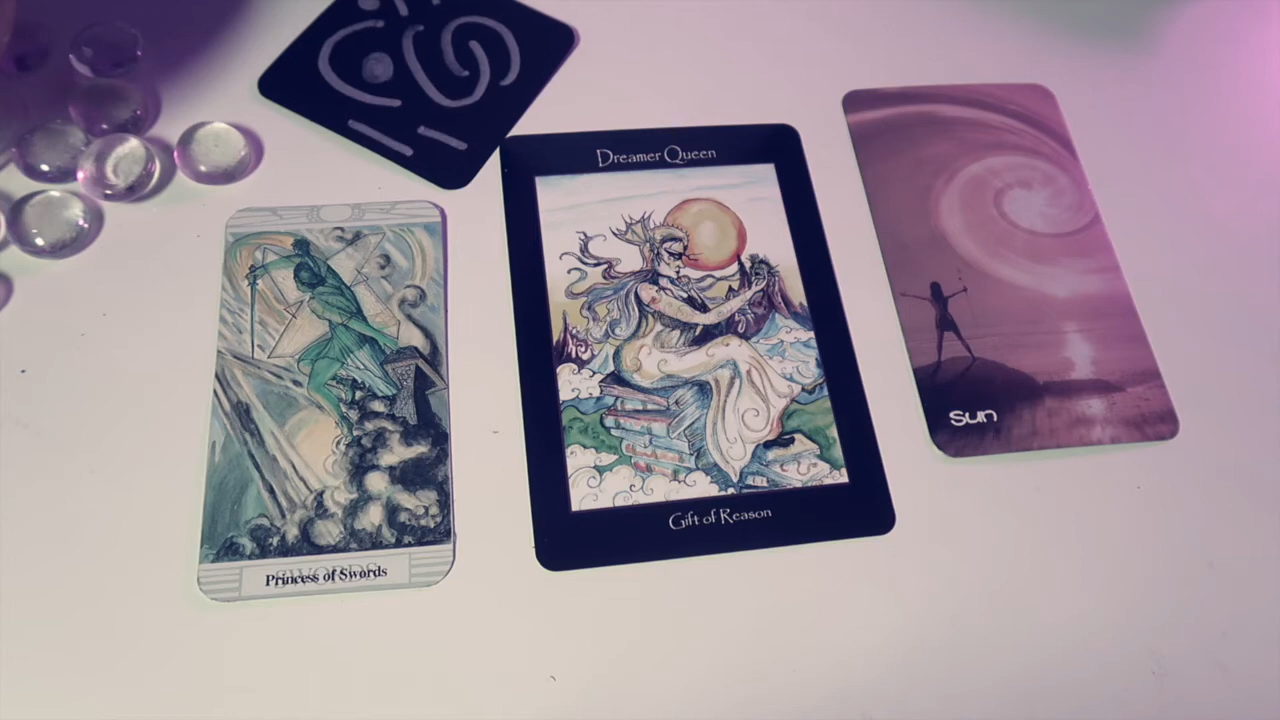 Dreamer Queen
Gift of Reason
SWORDS
Princess of Swords
sun